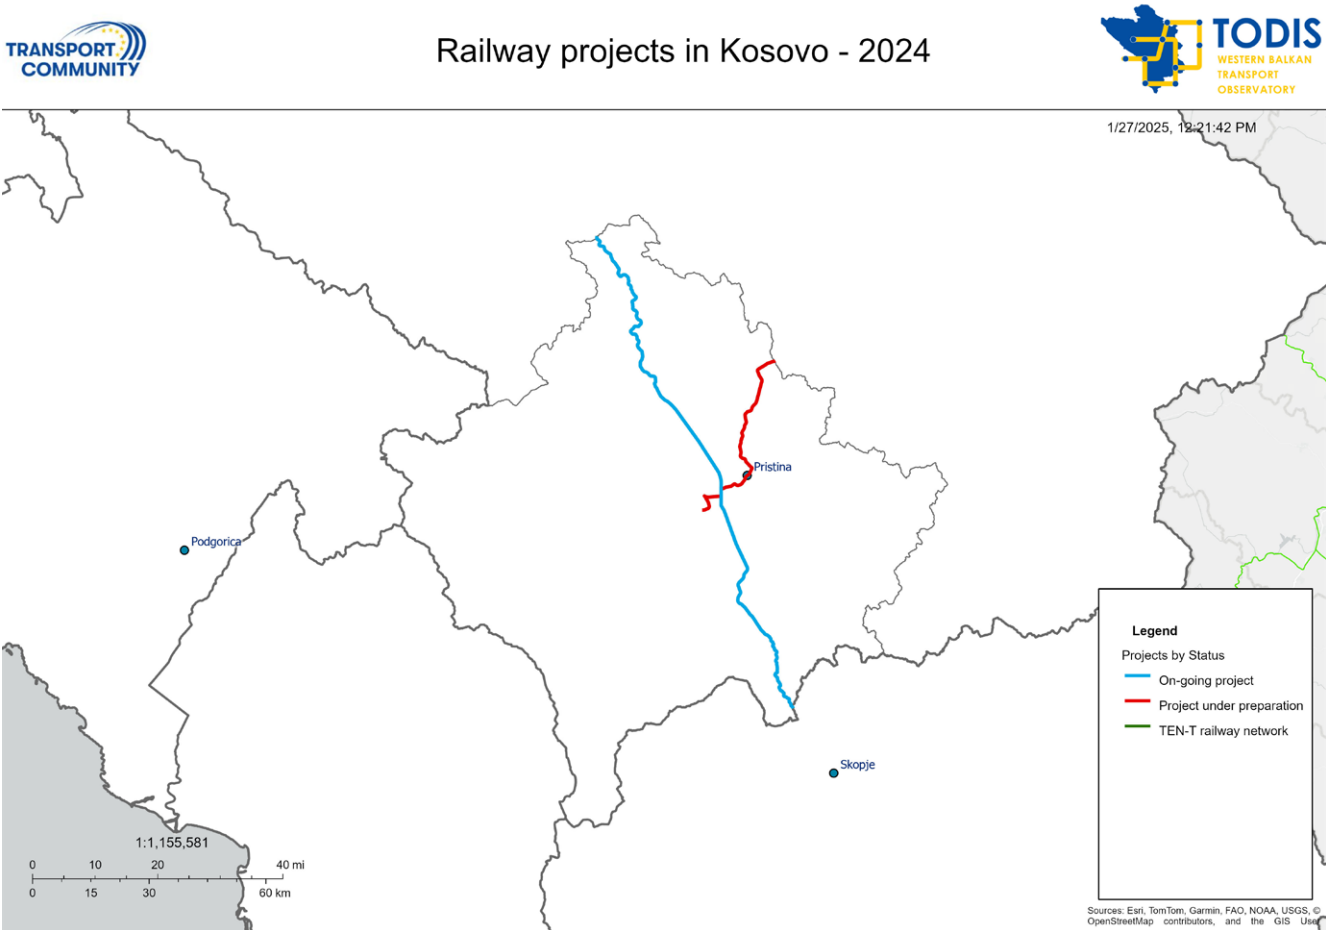 TRANSPORT
COMMUNITY
Railway projects in Kosovo - 2024
TODIS
WESTERN BALKAN
TRANSPORT
OBSERVATORY
1/27/2025, 12:21:42 PM
Pristina
Podgorica
Skopje
Legend
Projects by Status
On-going project
Project under preparation
TEN-T railway network
1:1,155,581
0 10 20 40 mi
0 15 30 60 km
Sources: Esri, TomTom, Garmin, FAO, NOAA, USGS, ©
OpenStreetMap contributors, and the GIS User